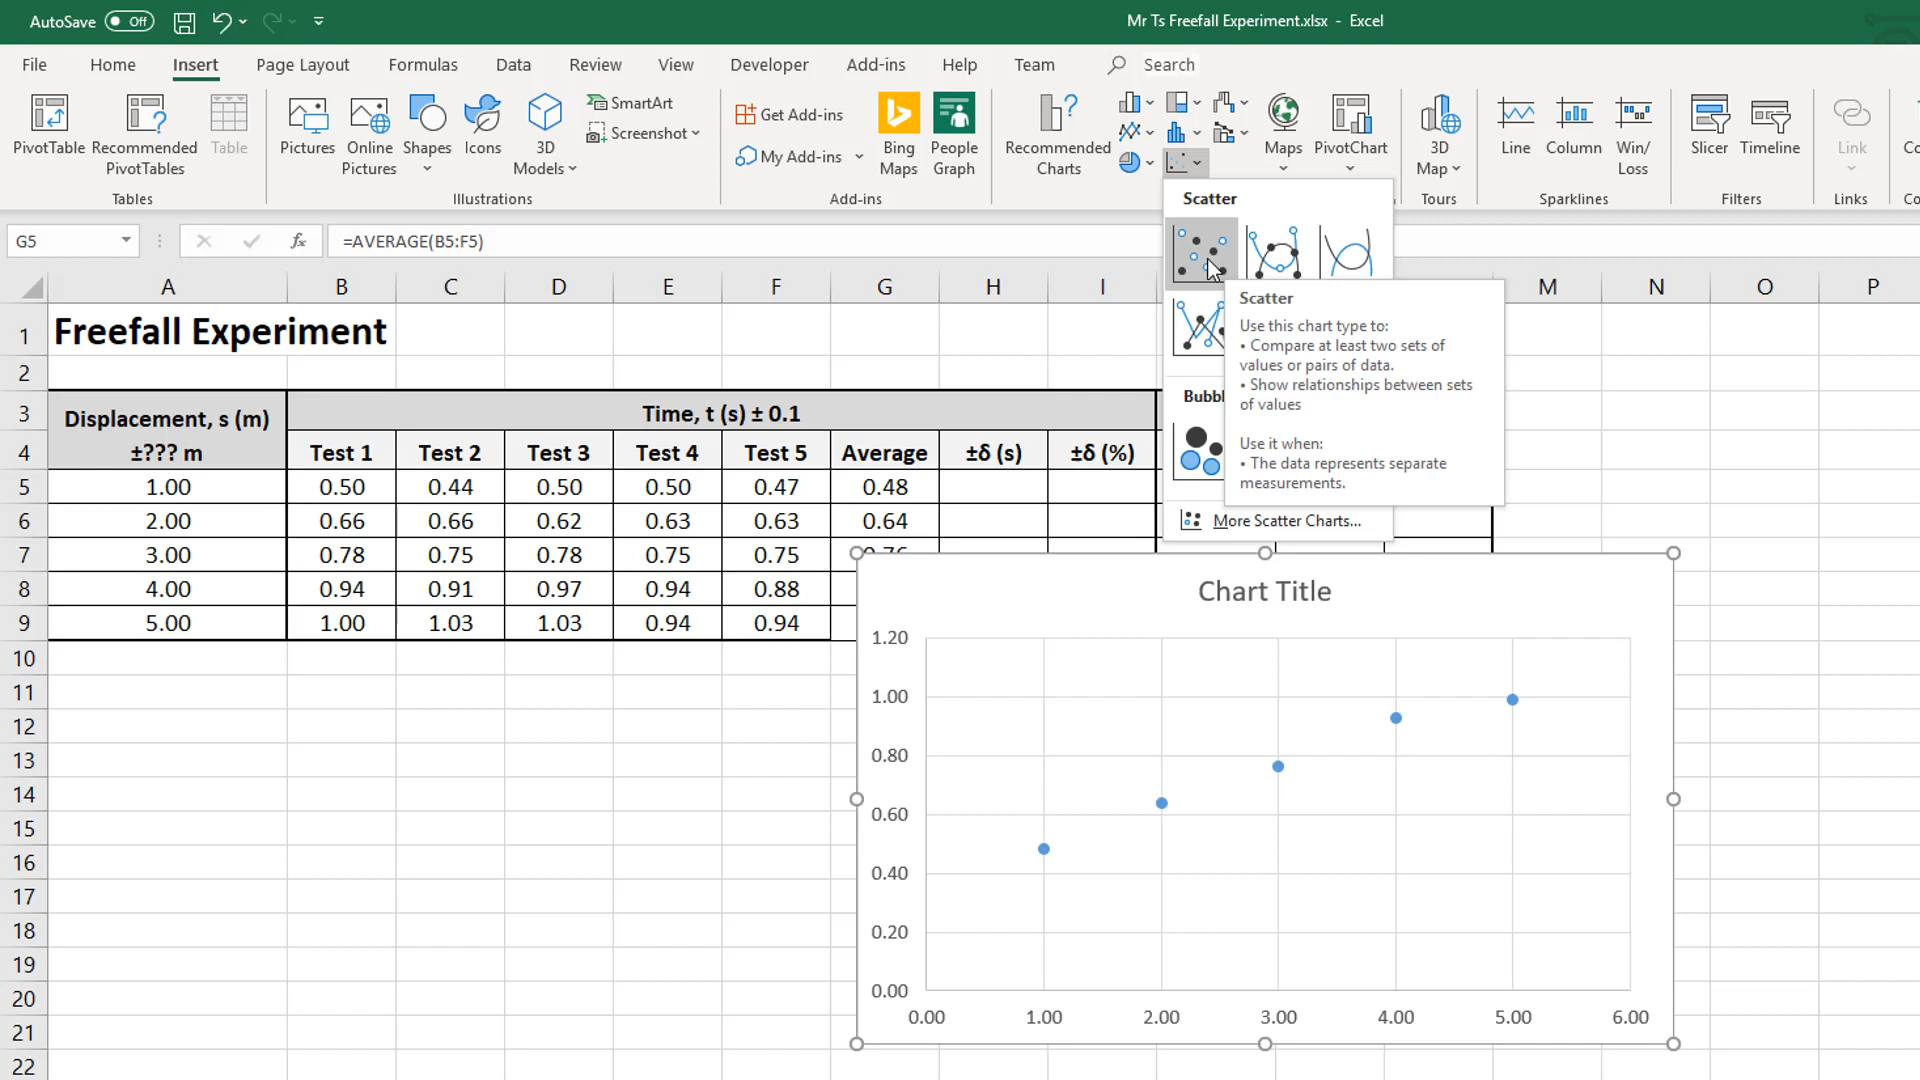 AutoSave Off
Mr Ts Freefall Experiment.xlsx - Excel
File Home Insert Page Layout Formulas Data Review View Developer Add-ins Help Team Search
PivotTable
Recommended
PivotTables
Table
Tables
Pictures
Online
Pictures
Shapes
Icons
3D
Models
SmartArt
Screenshot
Illustrations
Get Add-ins
My Add-ins
Bing
Maps
People
Graph
Add-ins
Recommended
Charts
Maps
PivotChart
3D
Map
Tours
Line
Column
Win/
Loss
Sparklines
Slicer
Timeline
Filters
Link
Links
Scatter
Scatter
Use this chart type to:
• Compare at least two sets of
values or pairs of data.
• Show relationships between sets
of values
Use it when:
• The data represents separate
measurements.
More Scatter Charts...
G5 fx =AVERAGE(B5:F5)
A B C D E F G H I M N O P
1 Freefall Experiment
2
3 Displacement, s (m) Time, t (s) ± 0.1
4 ±??? m Test 1 Test 2 Test 3 Test 4 Test 5 Average ±δ (s) ±δ (%)
5 1.00 0.50 0.44 0.50 0.50 0.47 0.48
6 2.00 0.66 0.66 0.62 0.63 0.63 0.64
7 3.00 0.78 0.75 0.78 0.75 0.75 0.76
8 4.00 0.94 0.91 0.97 0.94 0.88
9 5.00 1.00 1.03 1.03 0.94 0.94
10
11
12
13
14
15
16
17
18
19
20
21
22
Chart Title
1.20
1.00
0.80
0.60
0.40
0.20
0.00
0.00 1.00 2.00 3.00 4.00 5.00 6.00